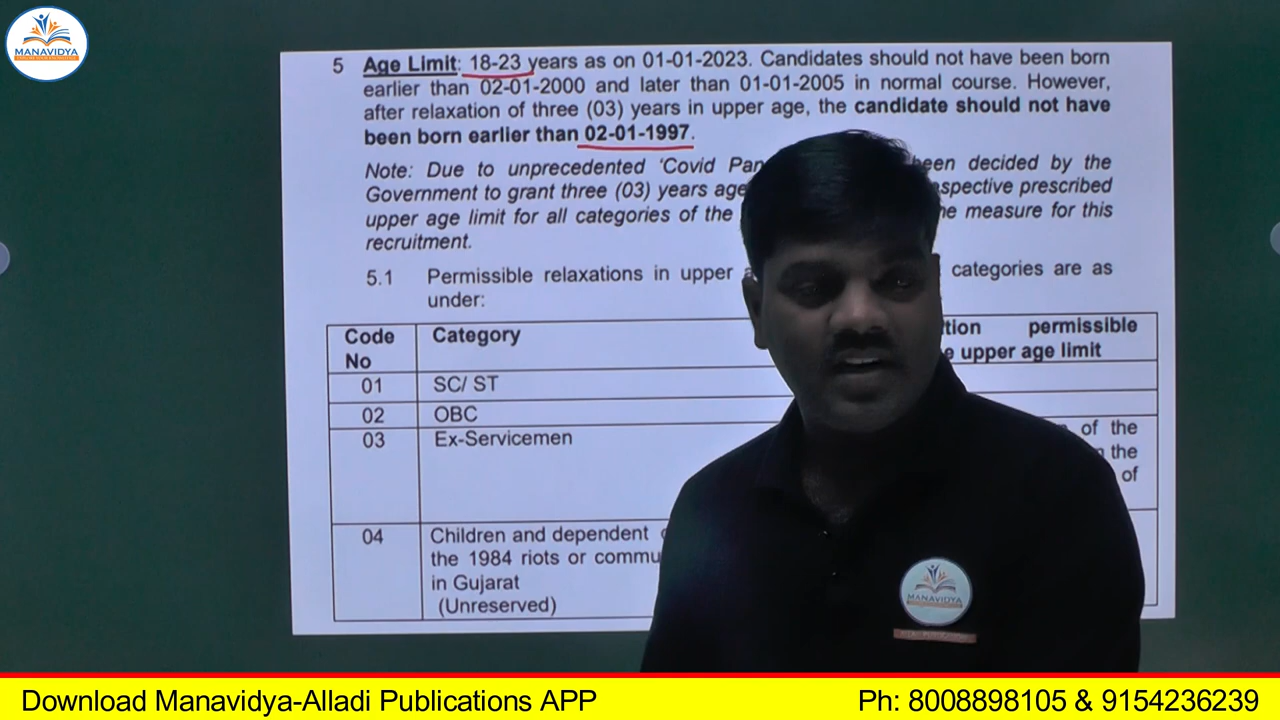 MANAVIDYA
5 Age Limit: 18-23 years as on 01-01-2023. Candidates should not have been born
earlier than 02-01-2000 and later than 01-01-2005 in normal course. However,
after relaxation of three (03) years in upper age, the candidate should not have
been born earlier than 02-01-1997.
Note: Due to unprecedented 'Covid Pan een decided by the
Government to grant three (03) years age spective prescribed
upper age limit for all categories of the he measure for this
recruitment.
5.1 Permissible relaxations in upper categories are as
under:
Code No Category tion permissible
e upper age limit
01 SC/ ST
02 OBC
03 Ex-Servicemen of the
the
of
04 Children and dependent
the 1984 riots or commu
in Gujarat
(Unreserved)
MANAVIDYA
Download Manavidya-Alladi Publications APP Ph: 8008898105 & 9154236239